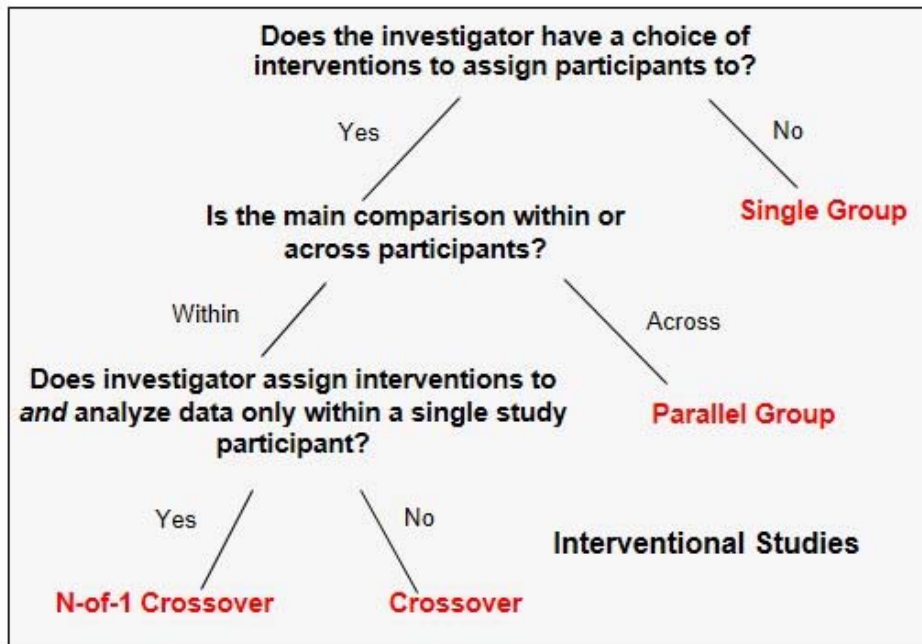 Does the investigator have a choice of
interventions to assign participants to?
Yes
No
Single Group
Is the main comparison within or
across participants?
Within
Across
Does investigator assign interventions to
and analyze data only within a single study
participant?
Parallel Group
Yes
No
Interventional Studies
N-of-1 Crossover
Crossover